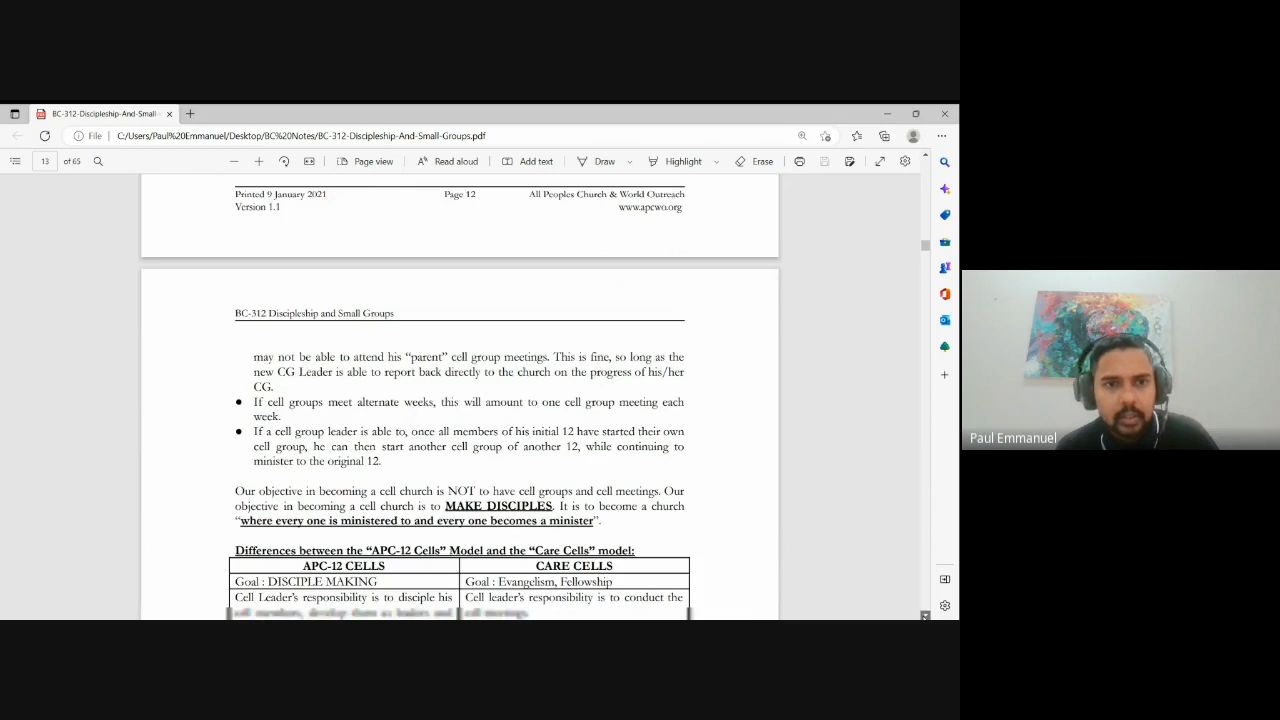 BC-312-Discipleship-And-Small-
File C:/Users/Paul%20Emmanuel/Desktop/BC%20Notes/BC-312-Discipleship-And-Small-Groups.pdf
13 of 65 Page view Read aloud Add text Draw Highlight Erase
Printed 9 January 2021 Page 12 All Peoples Church & World Outreach
Version 1.1 www.apcwo.org
BC-312 Discipleship and Small Groups
may not be able to attend his “parent” cell group meetings. This is fine, so long as the
new CG Leader is able to report back directly to the church on the progress of his/her
CG.
● If cell groups meet alternate weeks, this will amount to one cell group meeting each
week.
● If a cell group leader is able to, once all members of his initial 12 have started their own
cell group, he can then start another cell group of another 12, while continuing to
minister to the original 12.
Our objective in becoming a cell church is NOT to have cell groups and cell meetings. Our
objective in becoming a cell church is to MAKE DISCIPLES. It is to become a church
“where every one is ministered to and every one becomes a minister”.
Differences between the “APC-12 Cells” Model and the “Care Cells” model:
APC-12 CELLS CARE CELLS
Goal : DISCIPLE MAKING Goal : Evangelism, Fellowship
Cell Leader’s responsibility is to disciple his Cell leader’s responsibility is to conduct the
cell members, develop them as leaders and cell meetings.
Paul Emmanuel